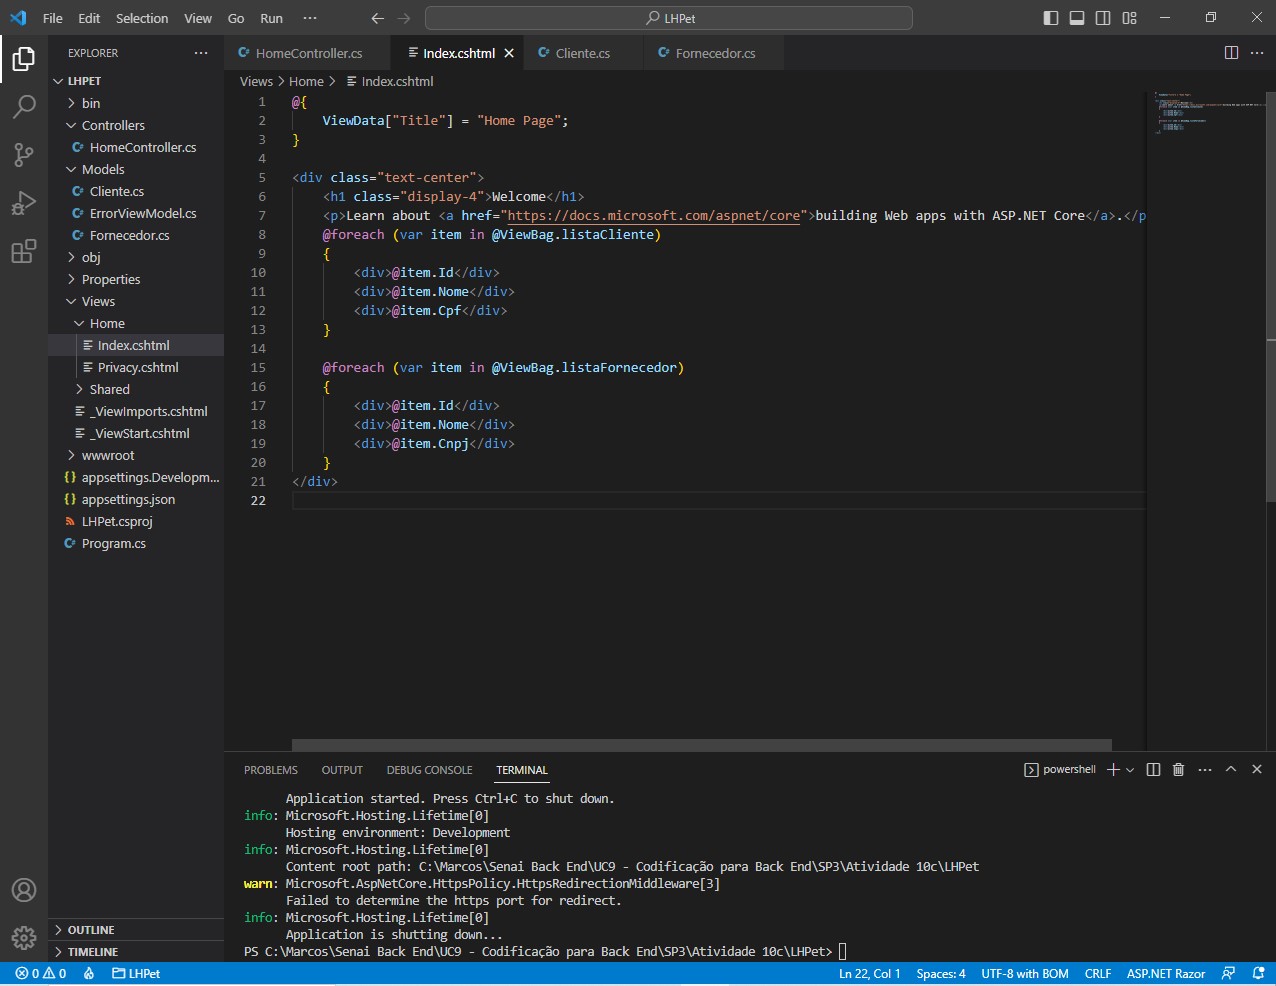 File Edit Selection View Go Run ··· LHPet
EXPLORER ···
LHPET
bin
Controllers
HomeController.cs
Models
Cliente.cs
ErrorViewModel.cs
Fornecedor.cs
obj
Properties
Views
Home
Index.cshtml
Privacy.cshtml
Shared
_ViewImports.cshtml
_ViewStart.cshtml
wwwroot
appsettings.Developm...
appsettings.json
LHPet.csproj
Program.cs
OUTLINE
TIMELINE
HomeController.cs Index.cshtml Cliente.cs Fornecedor.cs
Views > Home > Index.cshtml
1 @{
2 ViewData["Title"] = "Home Page";
3 }
4
5 <div class="text-center">
6 <h1 class="display-4">Welcome</h1>
7 <p>Learn about <a href="https://docs.microsoft.com/aspnet/core">building Web apps with ASP.NET Core</a>.</p
8 @foreach (var item in @ViewBag.listaCliente)
9 {
10 <div>@item.Id</div>
11 <div>@item.Nome</div>
12 <div>@item.Cpf</div>
13 }
14
15 @foreach (var item in @ViewBag.listaFornecedor)
16 {
17 <div>@item.Id</div>
18 <div>@item.Nome</div>
19 <div>@item.Cnpj</div>
20 }
21 </div>
22
PROBLEMS OUTPUT DEBUG CONSOLE TERMINAL powershell
Application started. Press Ctrl+C to shut down.
info: Microsoft.Hosting.Lifetime[0]
Hosting environment: Development
info: Microsoft.Hosting.Lifetime[0]
Content root path: C:\Marcos\Senai Back End\UC9 - Codificação para Back End\SP3\Atividade 10c\LHPet
warn: Microsoft.AspNetCore.HttpsPolicy.HttpsRedirectionMiddleware[3]
Failed to determine the https port for redirect.
info: Microsoft.Hosting.Lifetime[0]
Application is shutting down...
PS C:\Marcos\Senai Back End\UC9 - Codificação para Back End\SP3\Atividade 10c\LHPet>
0 0 LHPet Ln 22, Col 1 Spaces: 4 UTF-8 with BOM CRLF ASP.NET Razor